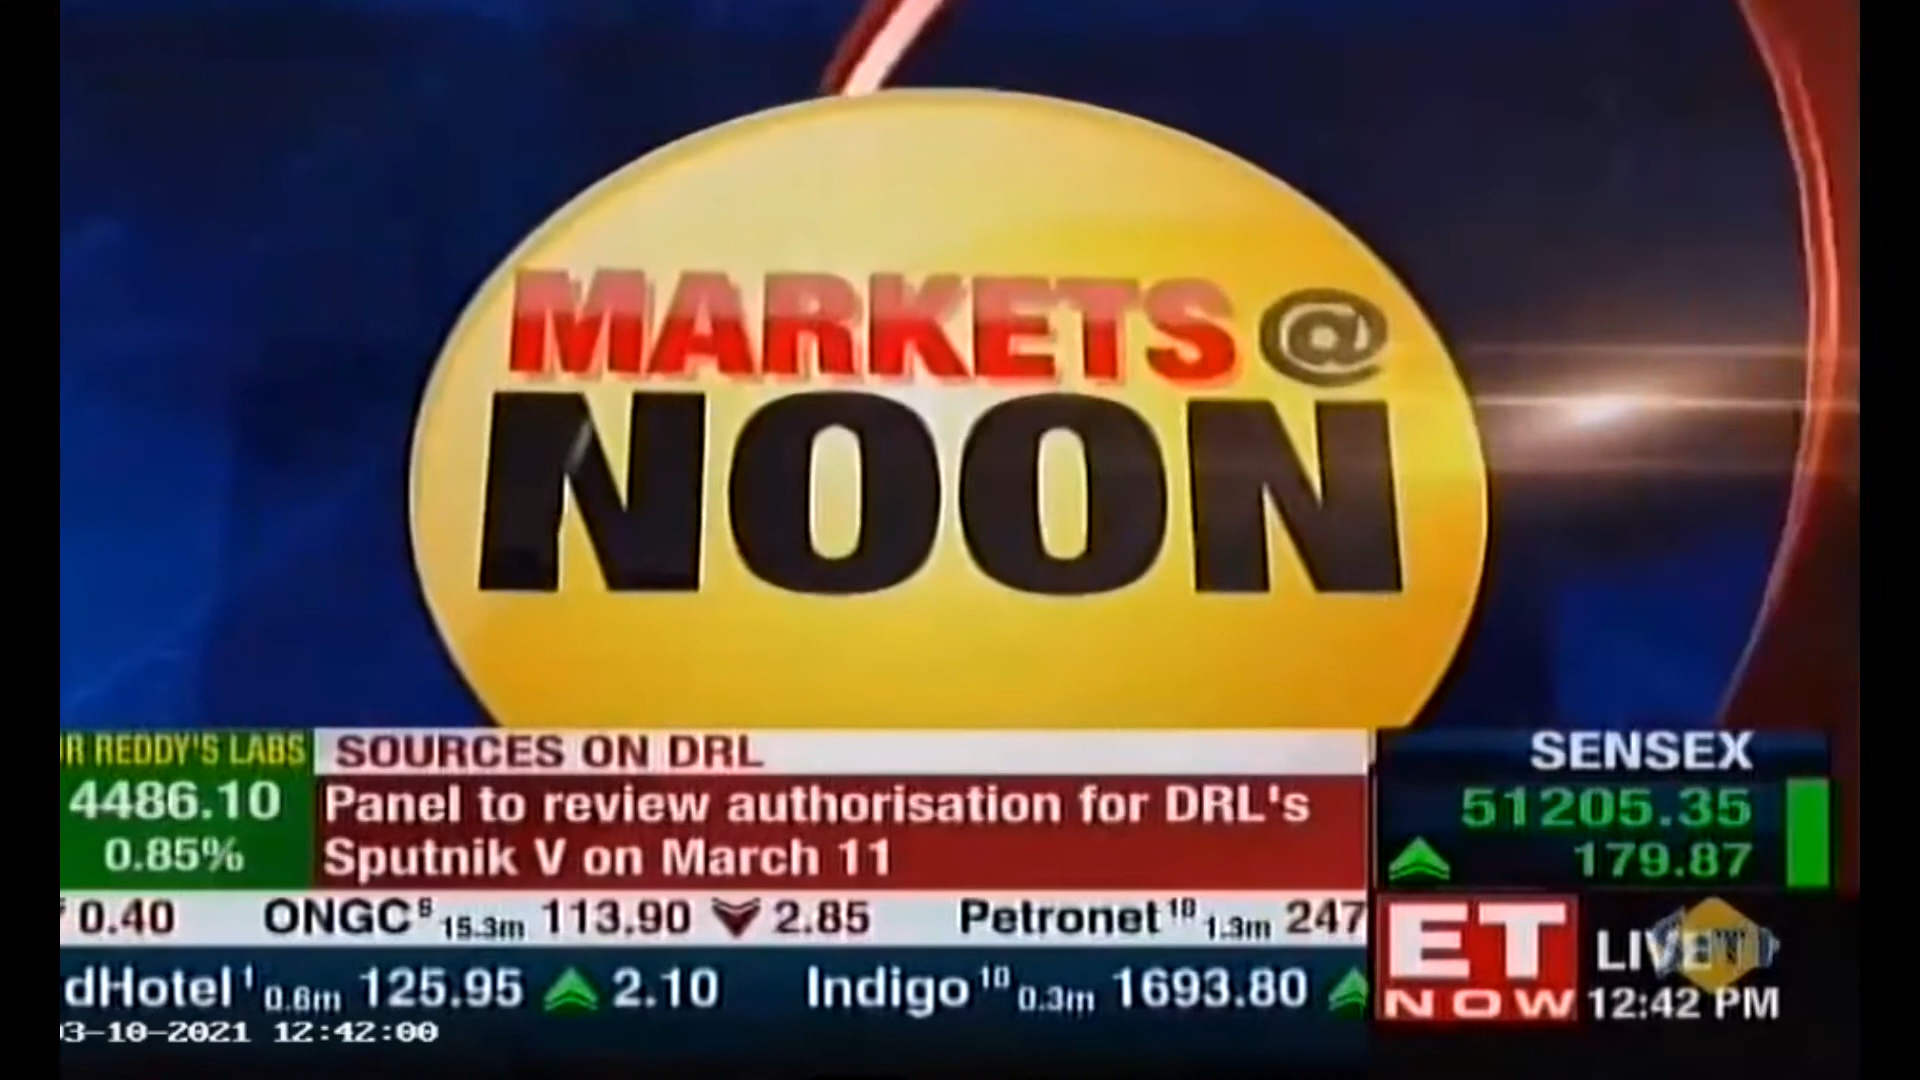 MARKETS @
NOON
R REDDY'S LABS
4486.10
0.85%
SOURCES ON DRL
Panel to review authorisation for DRL's
Sputnik V on March 11
SENSEX
51205.35
179.87
0.40 ONGC 15.3m 113.90 2.85 Petronet 10 1.3m 247
dHotel 1 0.6m 125.95 2.10 Indigo 10 0.3m 1693.80
ET
NOW
LIVE
12:42 PM
3-10-2021 12:42:00